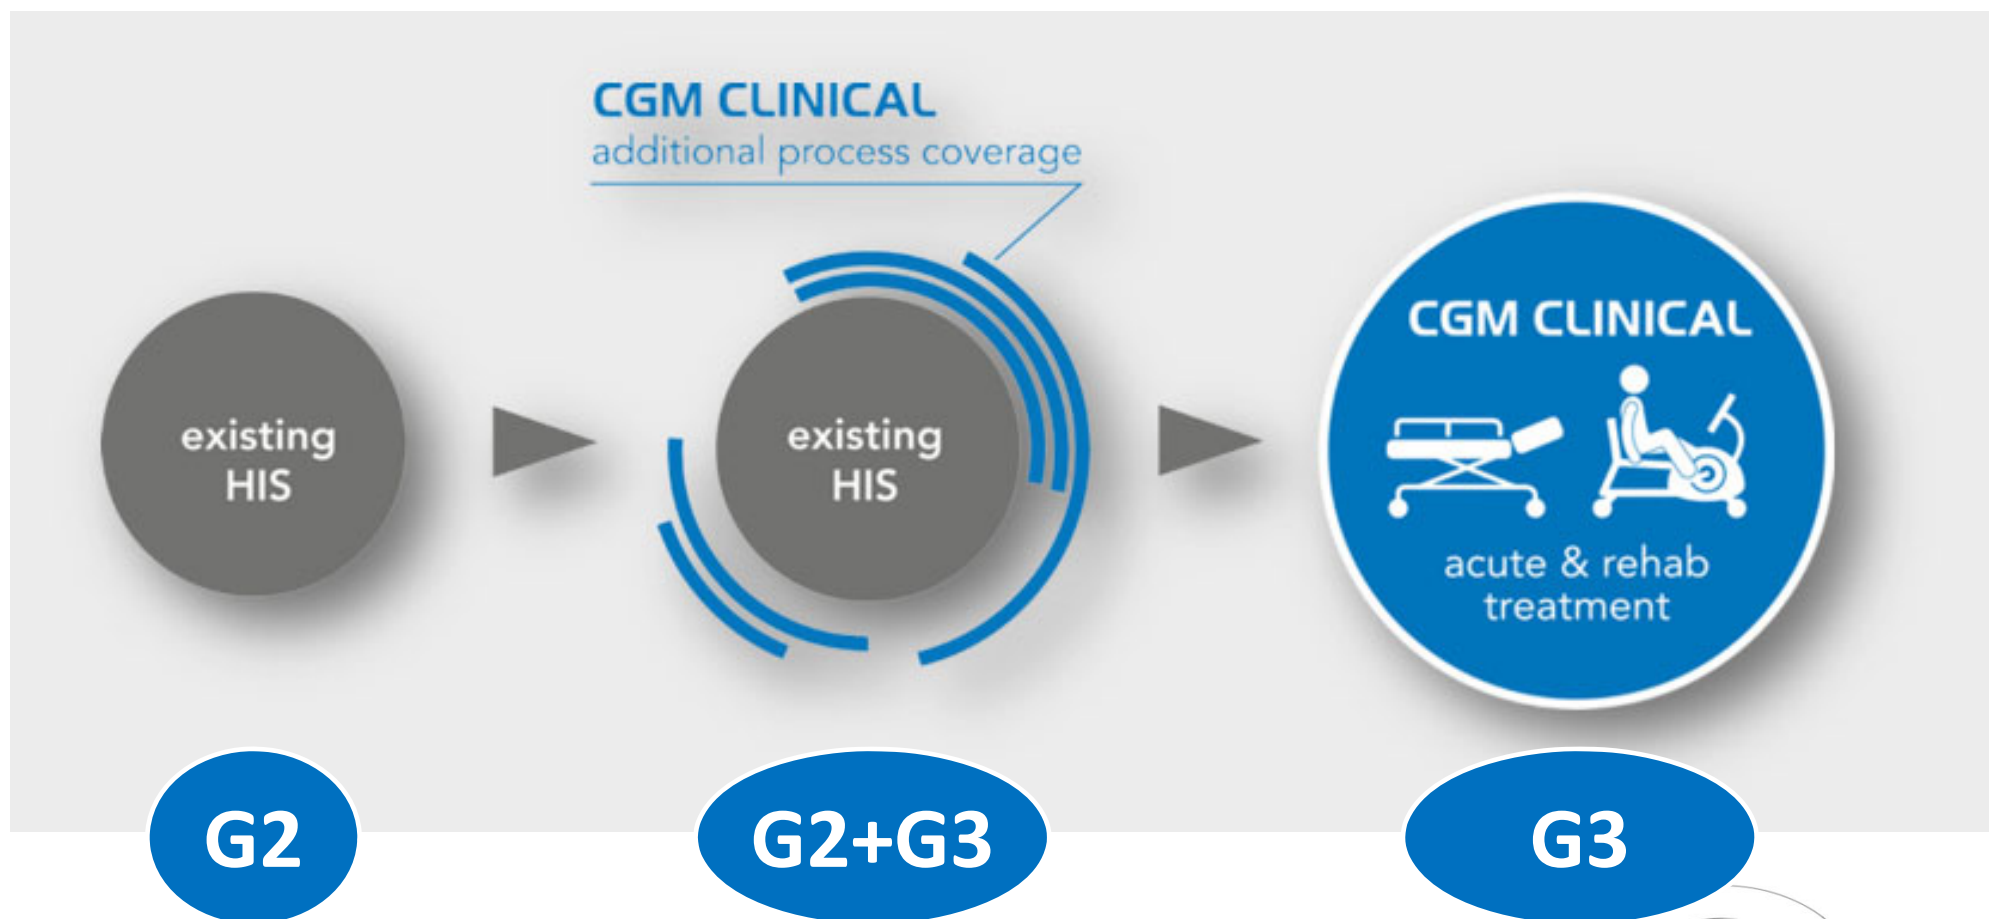 CGM CLINICAL
additional process coverage
existing
HIS
existing
HIS
CGM CLINICAL
acute & rehab
treatment
G2
G2+G3
G3